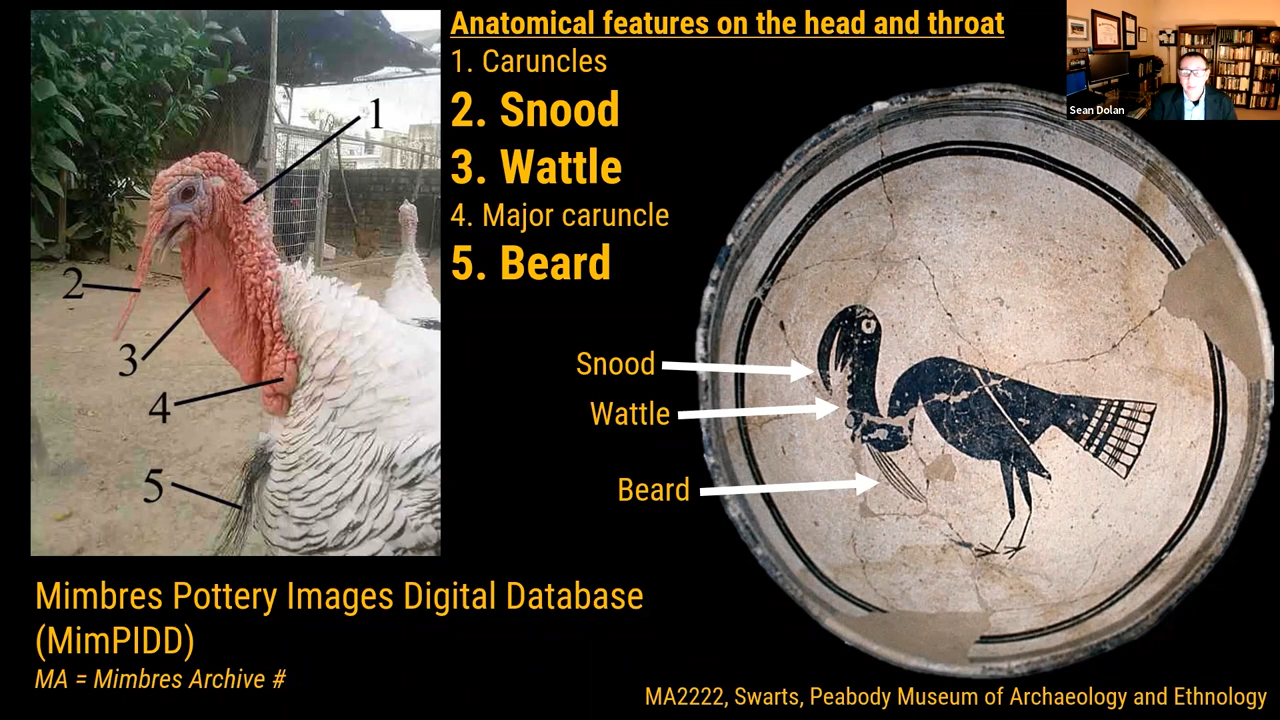 Anatomical features on the head and throat
1. Caruncles
2. Snood
3. Wattle
4. Major caruncle
5. Beard
Sean Dolan
1
2
3
4
5
Snood
Wattle
Beard
Mimbres Pottery Images Digital Database
(MimPIDD)
MA = Mimbres Archive #
MA2222, Swarts, Peabody Museum of Archaeology and Ethnology